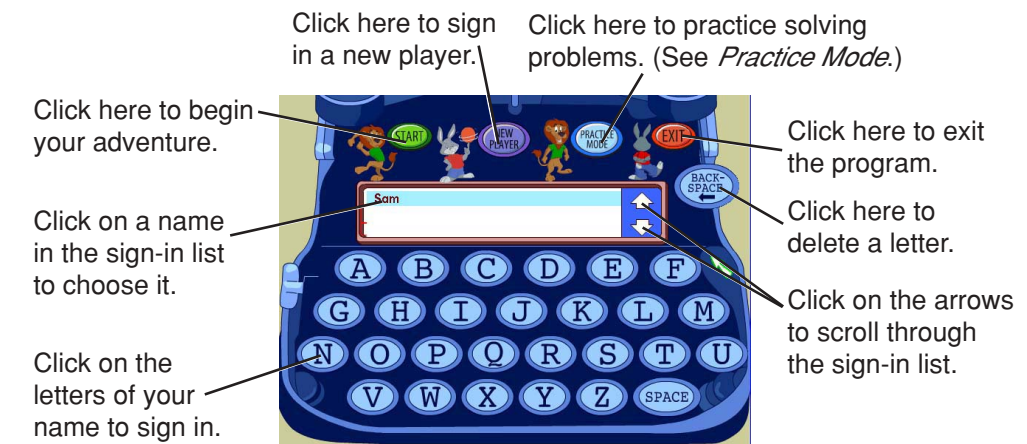 Click here to sign
in a new player.
Click here to practice solving
problems. (See Practice Mode.)
Click here to begin
your adventure.
START
NEW
PLAYER
PRACTICE
MODE
EXIT
Click here to exit
the program.
BACK-
SPACE
Sam
Click on a name
in the sign-in list
to choose it.
Click here to
delete a letter.
A B C D E F
G H I J K L M
N O P Q R S T U
V W X Y Z SPACE
Click on the arrows
to scroll through
the sign-in list.
Click on the
letters of your
name to sign in.